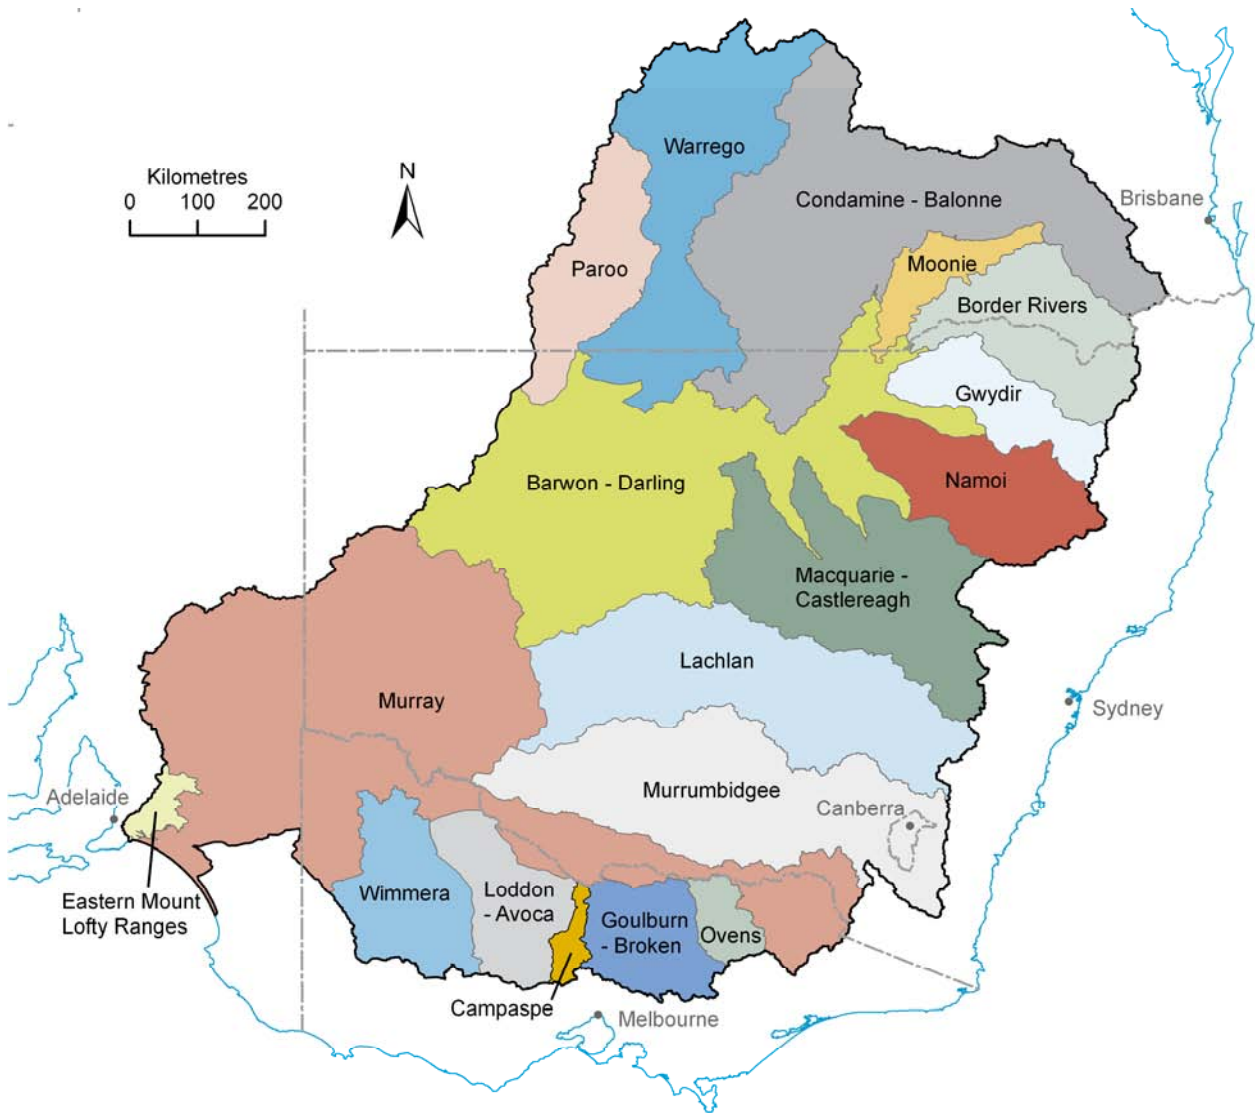 Kilometres
0 100 200
N
Warrego
Condamine - Balonne
Brisbane
Paroo
Moonie
Border Rivers
Gwydir
Barwon - Darling
Namoi
Macquarie -
Castlereagh
Lachlan
Murray
Sydney
Murrumbidgee
Adelaide
Canberra
Eastern Mount
Lofty Ranges
Wimmera
Loddon
- Avoca
Goulburn
- Broken
Ovens
Campaspe
Melbourne